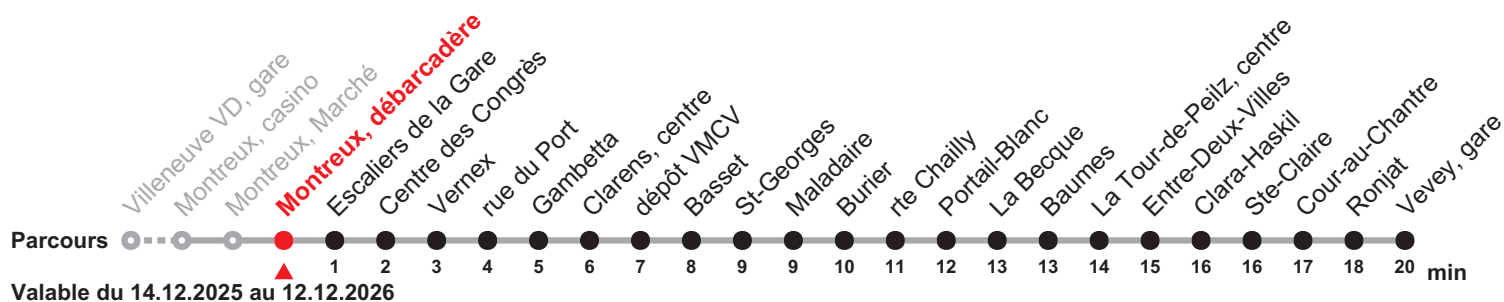 Villeneuve VD, gare
Montreux, casino
Montreux, Marché
Montreux, débarcadère
Escaliers de la Gare
Centre des Congrès
Vernex
rue du Port
Gambetta
Clarens, centre
dépôt VMCV
Basset
St-Georges
Maladaire
Burier
rte Chailly
Portail-Blanc
La Becque
Baumes
La Tour-de-Peilz, centre
Entre-Deux-Villes
Clara-Haskil
Ste-Claire
Cour-au-Chantre
Ronjat
Vevey, gare
Parcours
1 2 3 4 5 6 7 8 9 9 10 11 12 13 13 14 15 16 16 17 18 20 min
Valable du 14.12.2025 au 12.12.2026